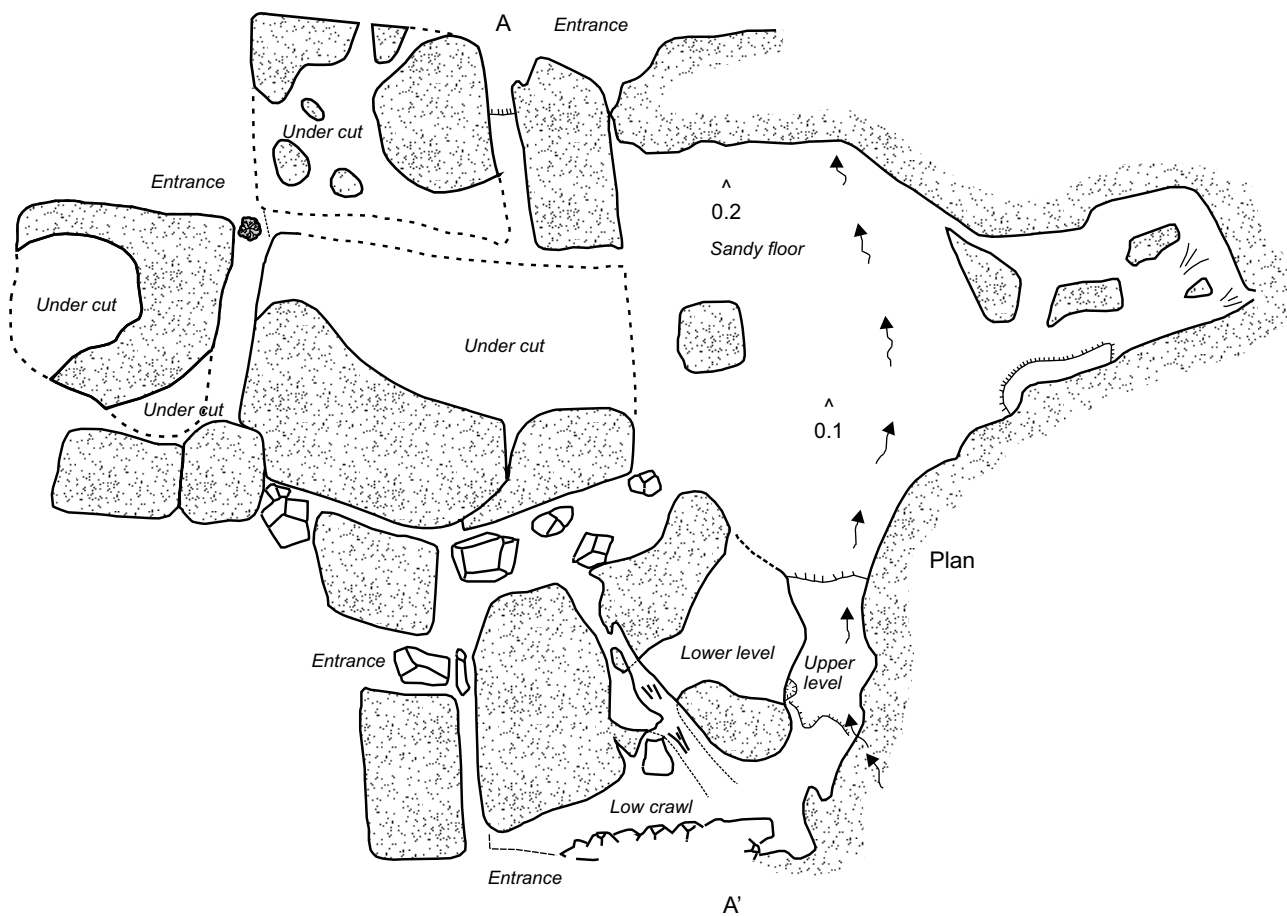 A
Entrance
Under cut
Entrance
^
0.2
Sandy floor
Under cut
Under cut
Under cut
^
0.1
Plan
Entrance
Lower level
Upper
level
Low crawl
Entrance
A'